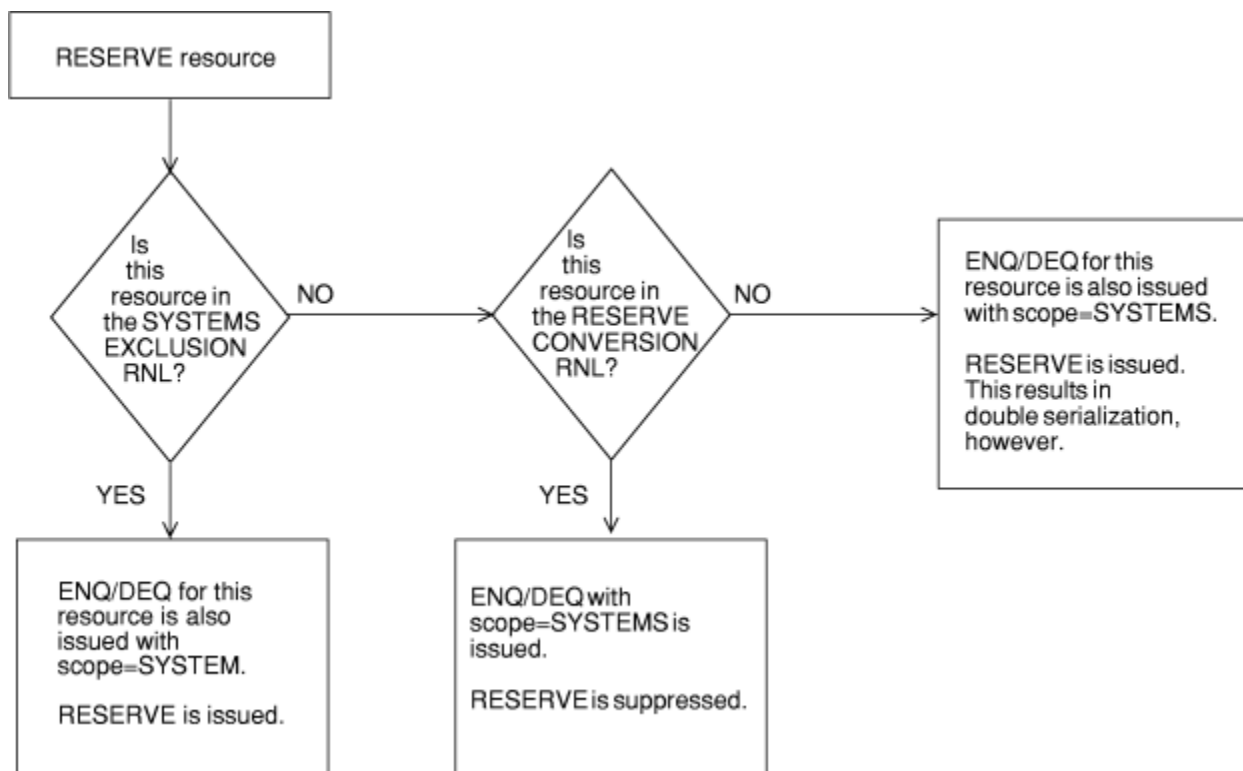 RESERVE resource
Is
this
resource in
the SYSTEMS
EXCLUSION
RNL?
NO
YES
Is
this
resource in
the RESERVE
CONVERSION
RNL?
NO
YES
ENQ/DEQ for this
resource is also issued
with scope=SYSTEMS.
RESERVE is issued.
This results in
double serialization,
however.
ENQ/DEQ for this
resource is also
issued with
scope=SYSTEM.
RESERVE is issued.
ENQ/DEQ with
scope=SYSTEMS is
issued.
RESERVE is suppressed.